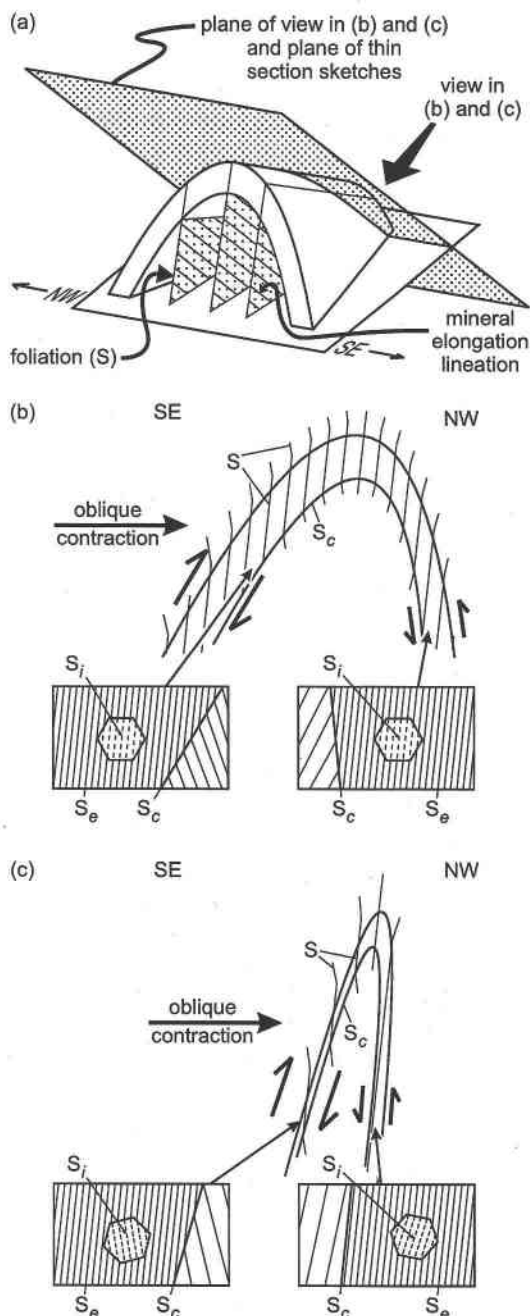 (a)
plane of view in (b) and (c)
and plane of thin
section sketches
view in
(b) and (c)
NW
foliation (S)
SE
mineral
elongation
lineation
(b)
SE
NW
S
oblique
contraction
Sc
Si
Si
Se
Sc
Sc
Se
(c)
SE
NW
S
oblique
contraction
Sc
Si
Si
Se
Sc
Sc
Se